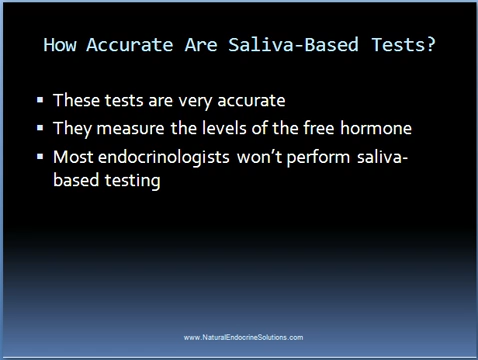 How Accurate Are Saliva-Based Tests?
▪ These tests are very accurate
▪ They measure the levels of the free hormone
▪ Most endocrinologists won't perform saliva-
based testing
www.NaturalEndocrineSolutions.com